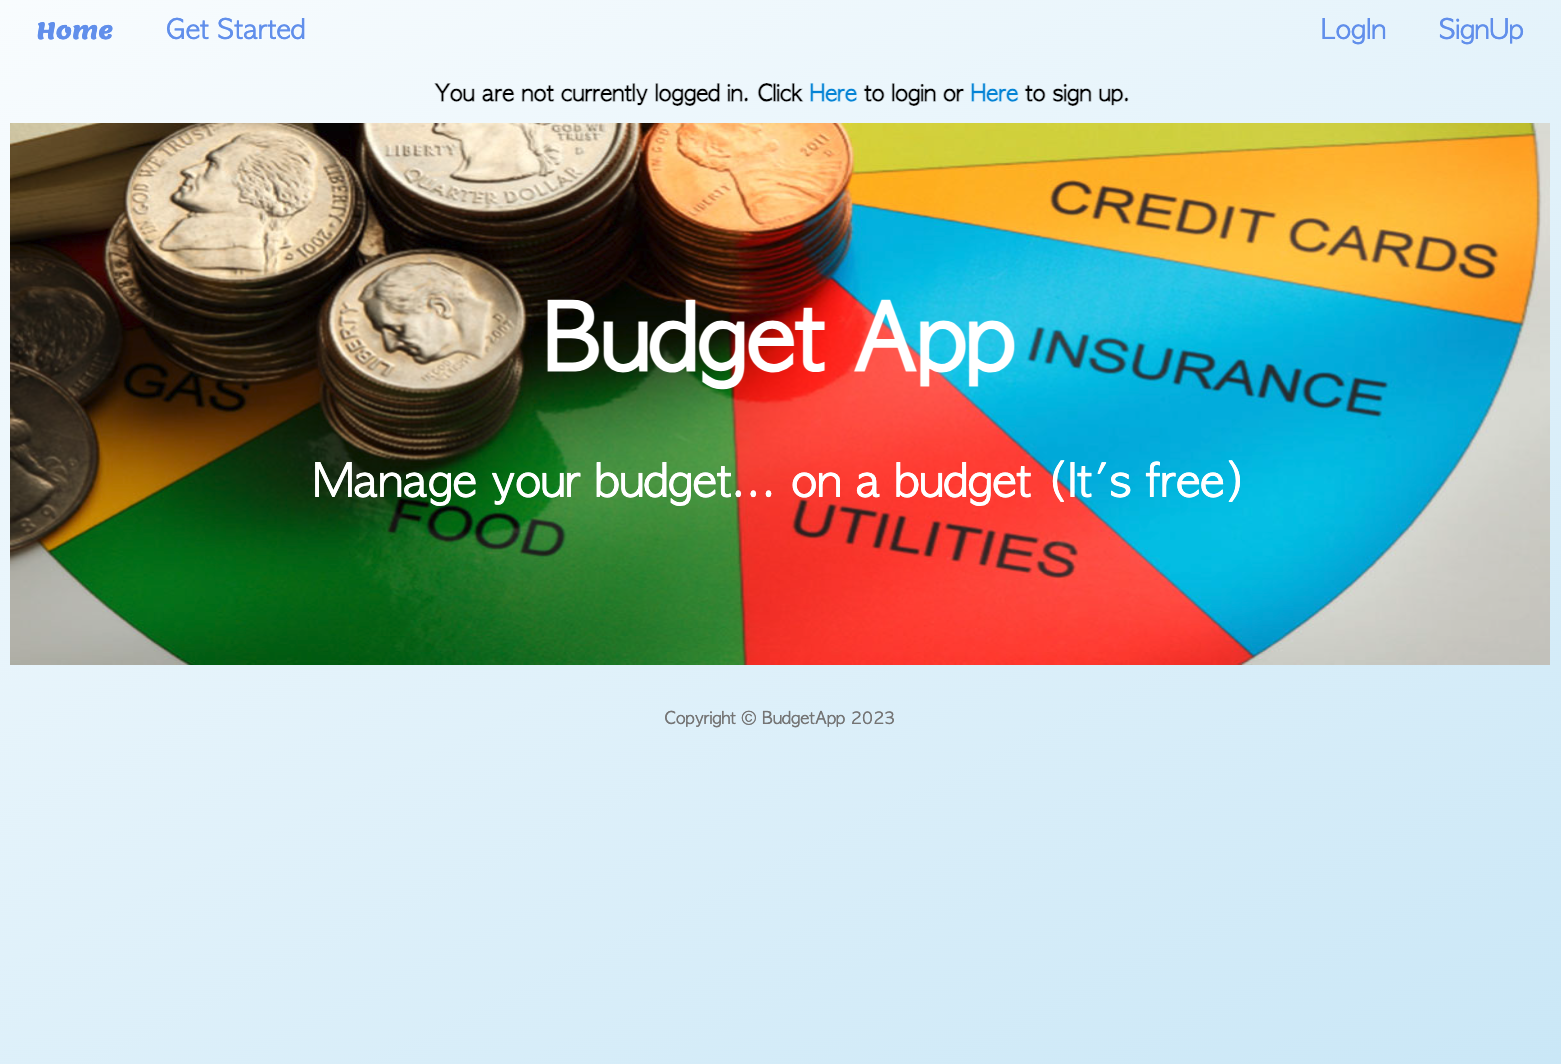 Home Get Started LogIn SignUp
You are not currently logged in. Click Here to login or Here to sign up.
IN GOD WE TRUST
LIBERTY
2001
D
LIBERTY
GOD WE
TRUST
D
QUARTER DOLLAR
IN GOD
LIBERTY
2011
D
CREDIT CARDS
Budget App
INSURANCE
LIBERTY
2007
D
GAS
Manage your budget... on a budget (It's free)
FOOD
UTILITIES
Copyright © BudgetApp 2023